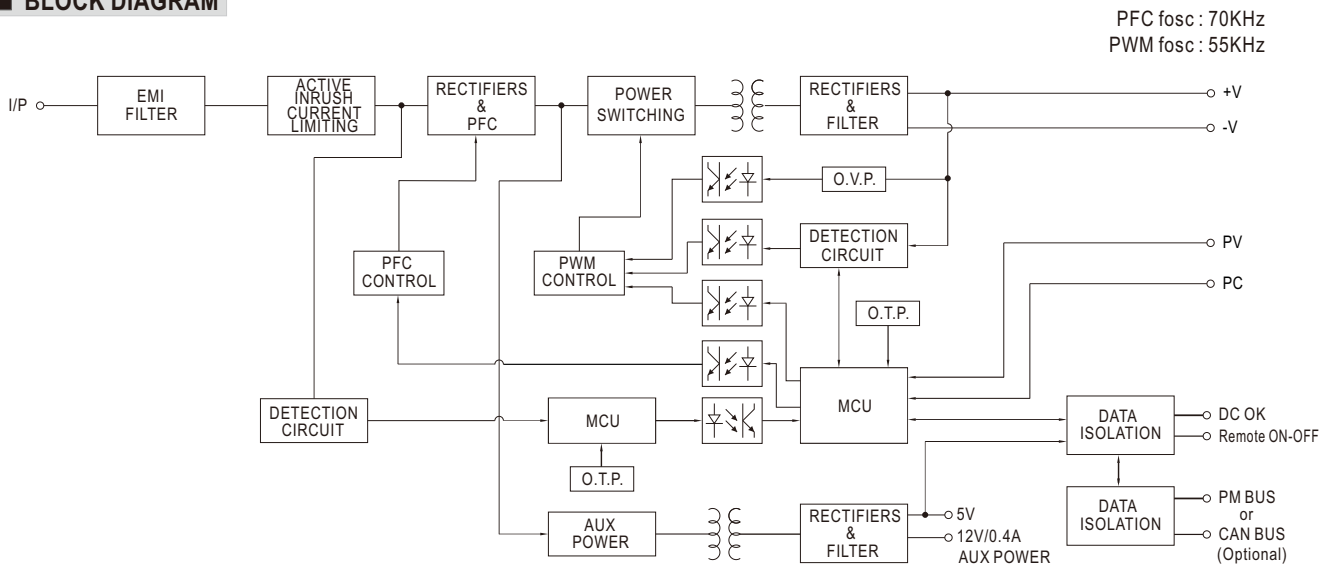 ■ BLOCK DIAGRAM
PFC fosc : 70KHz
PWM fosc : 55KHz
I/P
EMI
FILTER
ACTIVE
INRUSH
CURRENT
LIMITING
RECTIFIERS
&
PFC
POWER
SWITCHING
RECTIFIERS
&
FILTER
+V
-V
O.V.P.
DETECTION
CIRCUIT
PFC
CONTROL
PWM
CONTROL
PV
PC
O.T.P.
MCU
DETECTION
CIRCUIT
MCU
O.T.P.
DATA
ISOLATION
DC OK
Remote ON-OFF
DATA
ISOLATION
PM BUS
or
CAN BUS
(Optional)
AUX
POWER
RECTIFIERS
&
FILTER
5V
12V/0.4A
AUX POWER